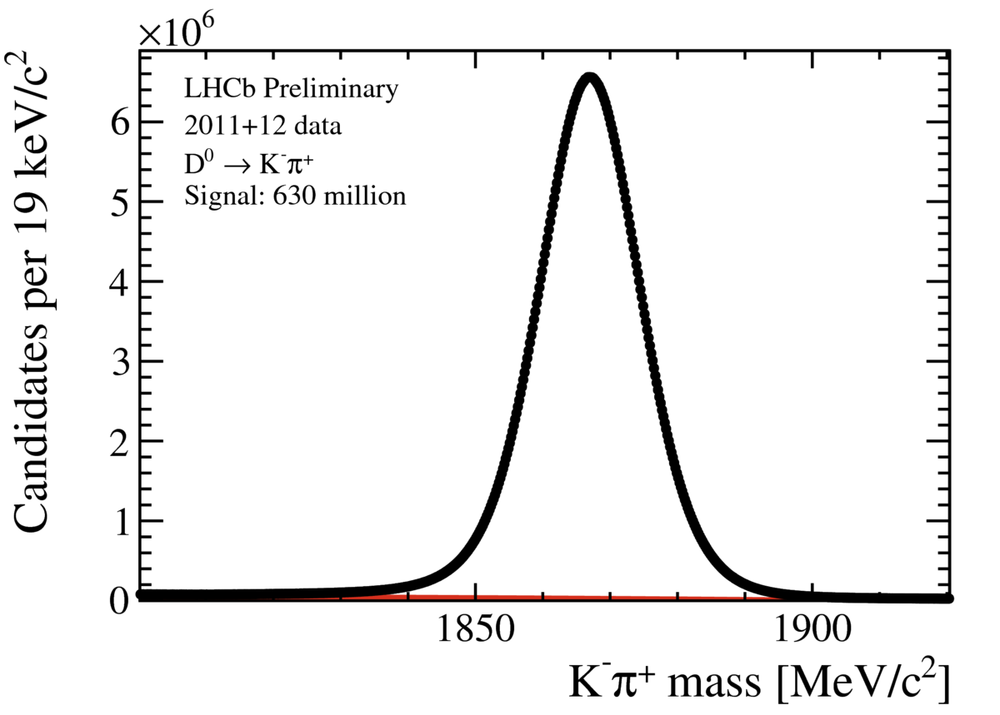 ×10⁶
LHCb Preliminary
2011+12 data
D⁰ → K⁻π⁺
Signal: 630 million
Candidates per 19 keV/c²
6
5
4
3
2
1
0
1850 1900
K⁻π⁺ mass [MeV/c²]